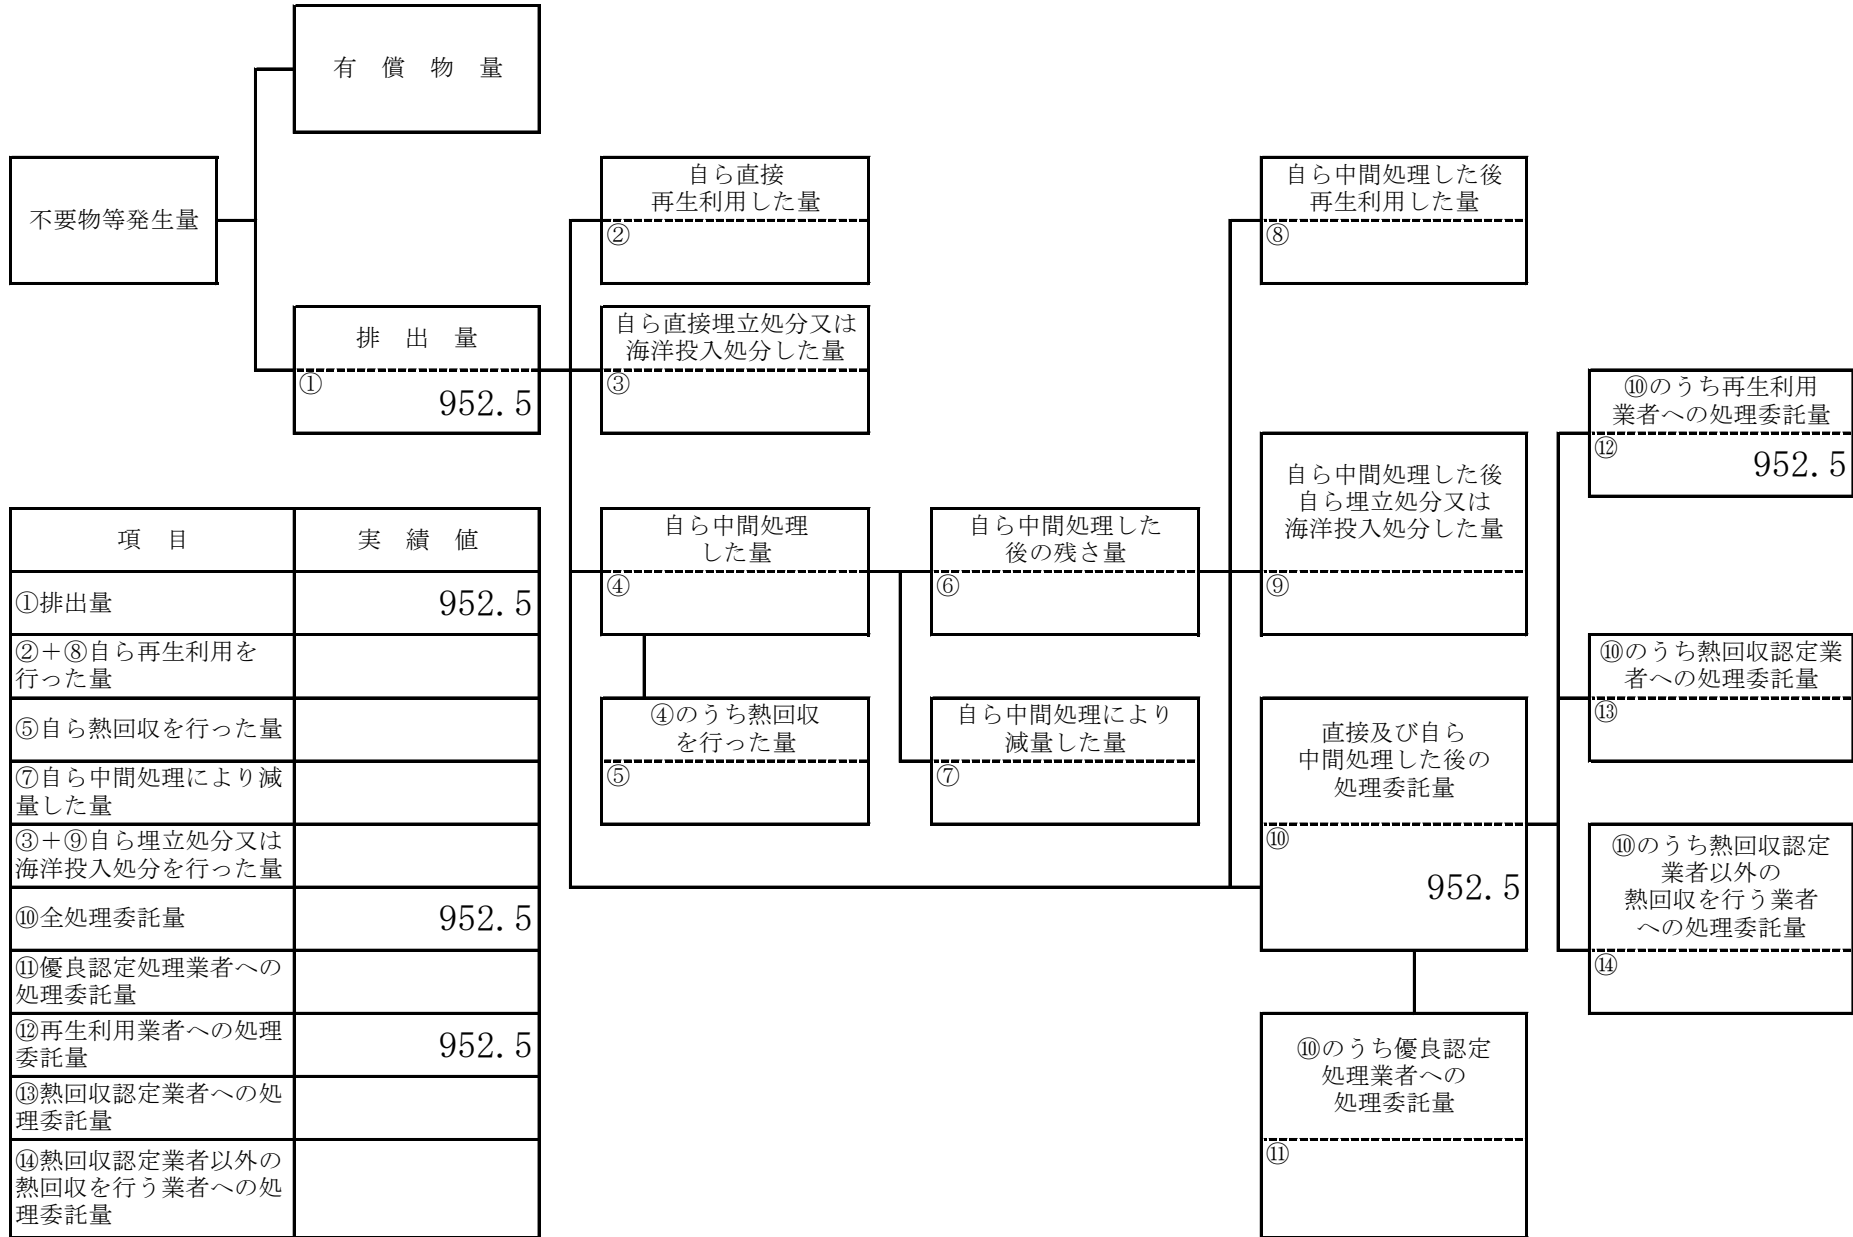 有　償　物　量
不要物等発生量
排　出　量
①
952.5
自ら直接
再生利用した量
②
自ら直接埋立処分又は
海洋投入処分した量
③
自ら中間処理
した量
④
④のうち熱回収
を行った量
⑤
自ら中間処理した
後の残さ量
⑥
自ら中間処理により
減量した量
⑦
自ら中間処理した後
再生利用した量
⑧
自ら中間処理した後
自ら埋立処分又は
海洋投入処分した量
⑨
直接及び自ら
中間処理した後の
処理委託量
⑩
952.5
⑩のうち優良認定
処理業者への
処理委託量
⑪
⑩のうち再生利用
業者への処理委託量
⑫
952.5
⑩のうち熱回収認定業
者への処理委託量
⑬
⑩のうち熱回収認定
業者以外の
熱回収を行う業者
への処理委託量
⑭
項　目
実　績　値
①排出量
952.5
②＋⑧自ら再生利用を
行った量
⑤自ら熱回収を行った量
⑦自ら中間処理により減
量した量
③＋⑨自ら埋立処分又は
海洋投入処分を行った量
⑩全処理委託量
952.5
⑪優良認定処理業者への
処理委託量
⑫再生利用業者への処理
委託量
952.5
⑬熱回収認定業者への処
理委託量
⑭熱回収認定業者以外の
熱回収を行う業者への処
理委託量